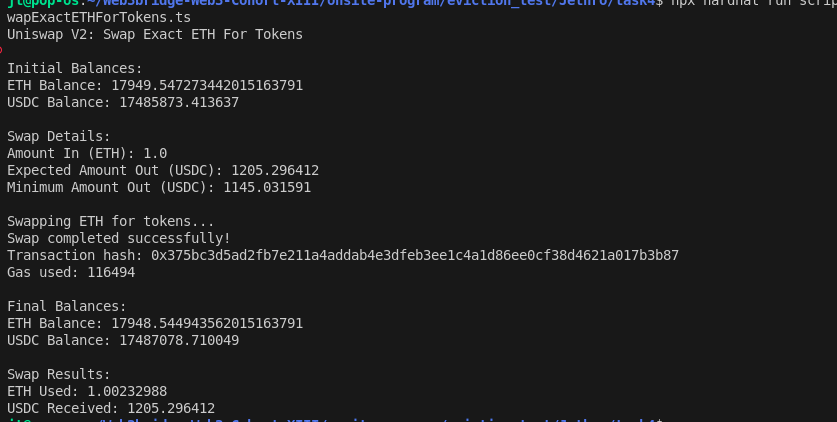 jt@pop-os:~/Web3bridge-Web3-Cohort-XIII/onsite-program/eviction_test/Jethro/task4$ npx hardhat run scrip
wapExactETHForTokens.ts
Uniswap V2: Swap Exact ETH For Tokens
Initial Balances:
ETH Balance: 17949.547273442015163791
USDC Balance: 17485873.413637
Swap Details:
Amount In (ETH): 1.0
Expected Amount Out (USDC): 1205.296412
Minimum Amount Out (USDC): 1145.031591
Swapping ETH for tokens...
Swap completed successfully!
Transaction hash: 0x375bc3d5ad2fb7e211a4addab4e3dfeb3ee1c4a1d86ee0cf38d4621a017b3b87
Gas used: 116494
Final Balances:
ETH Balance: 17948.544943562015163791
USDC Balance: 17487078.710049
Swap Results:
ETH Used: 1.00232988
USDC Received: 1205.296412